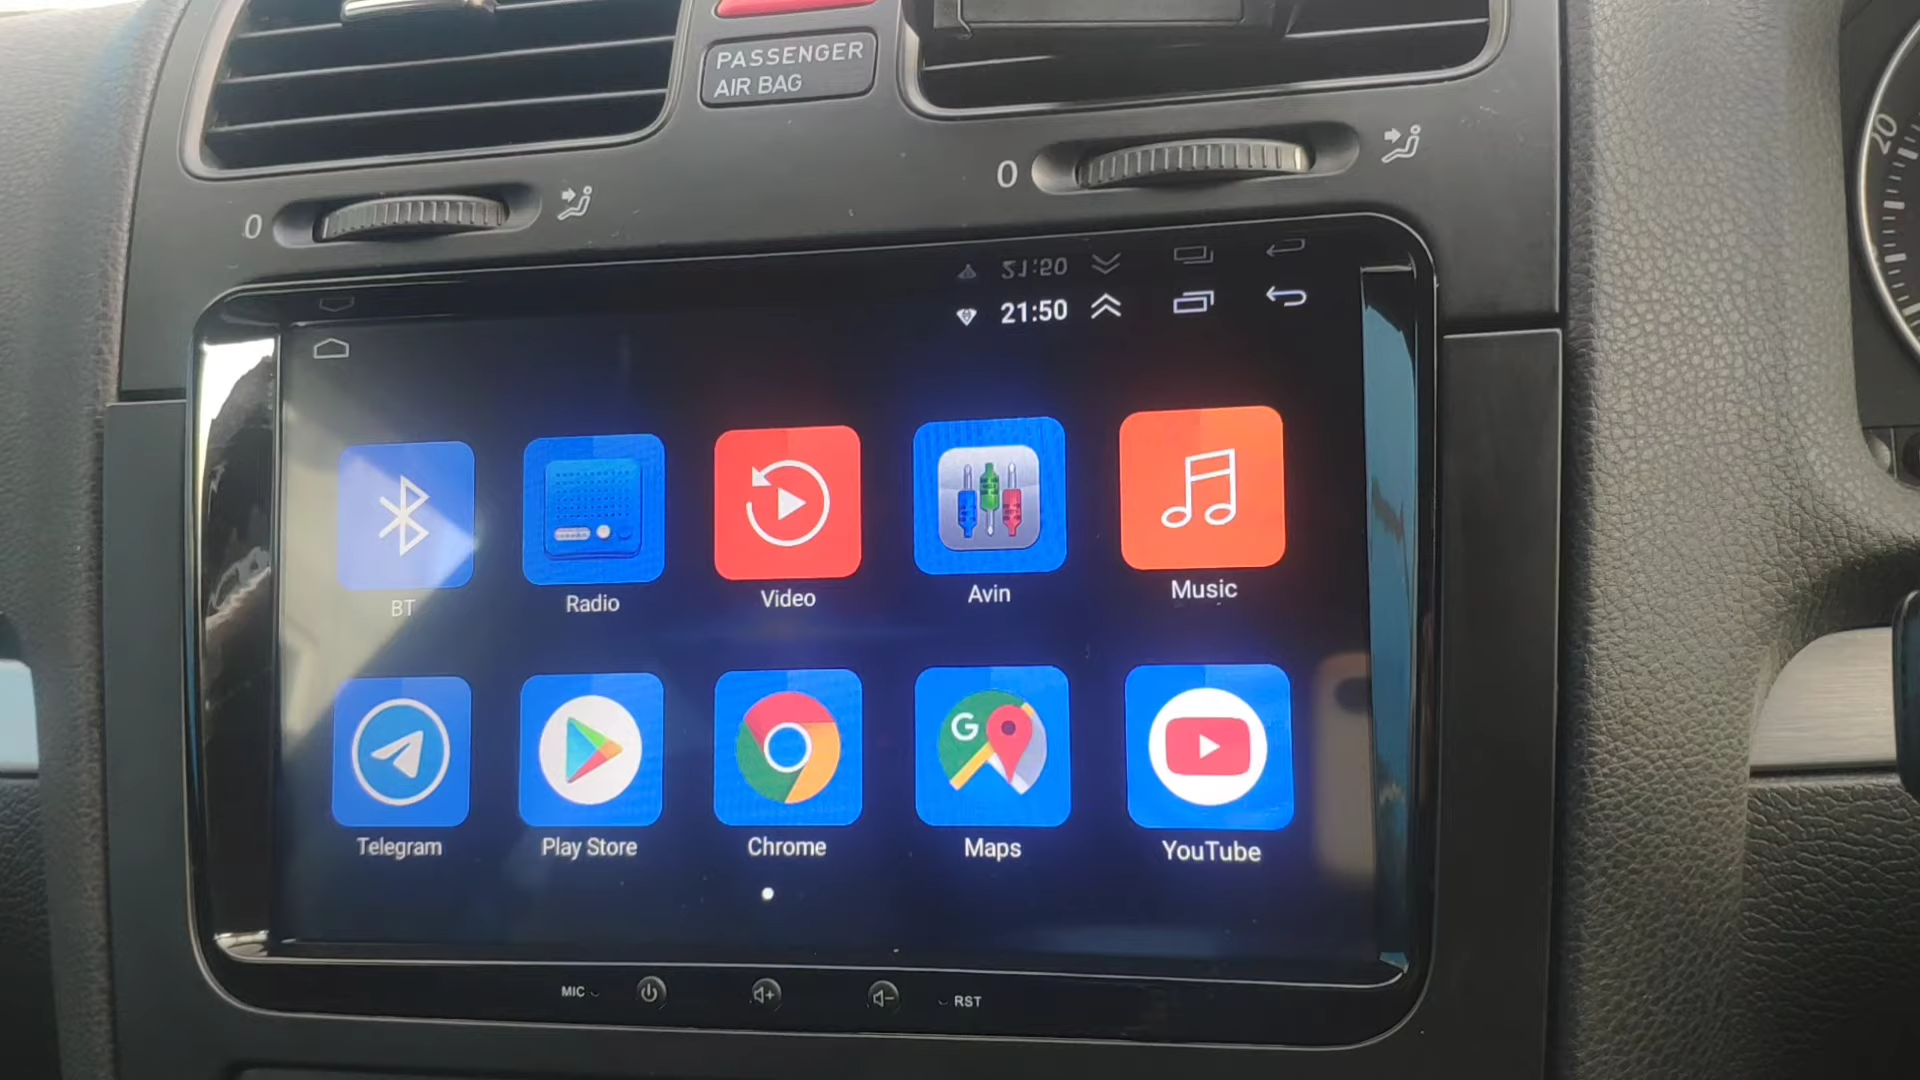 PASSENGER
AIR BAG
0
0
20
21:50
BT
Radio
Video
Avin
Music
G
Telegram
Play Store
Chrome
Maps
YouTube
MIC
RST